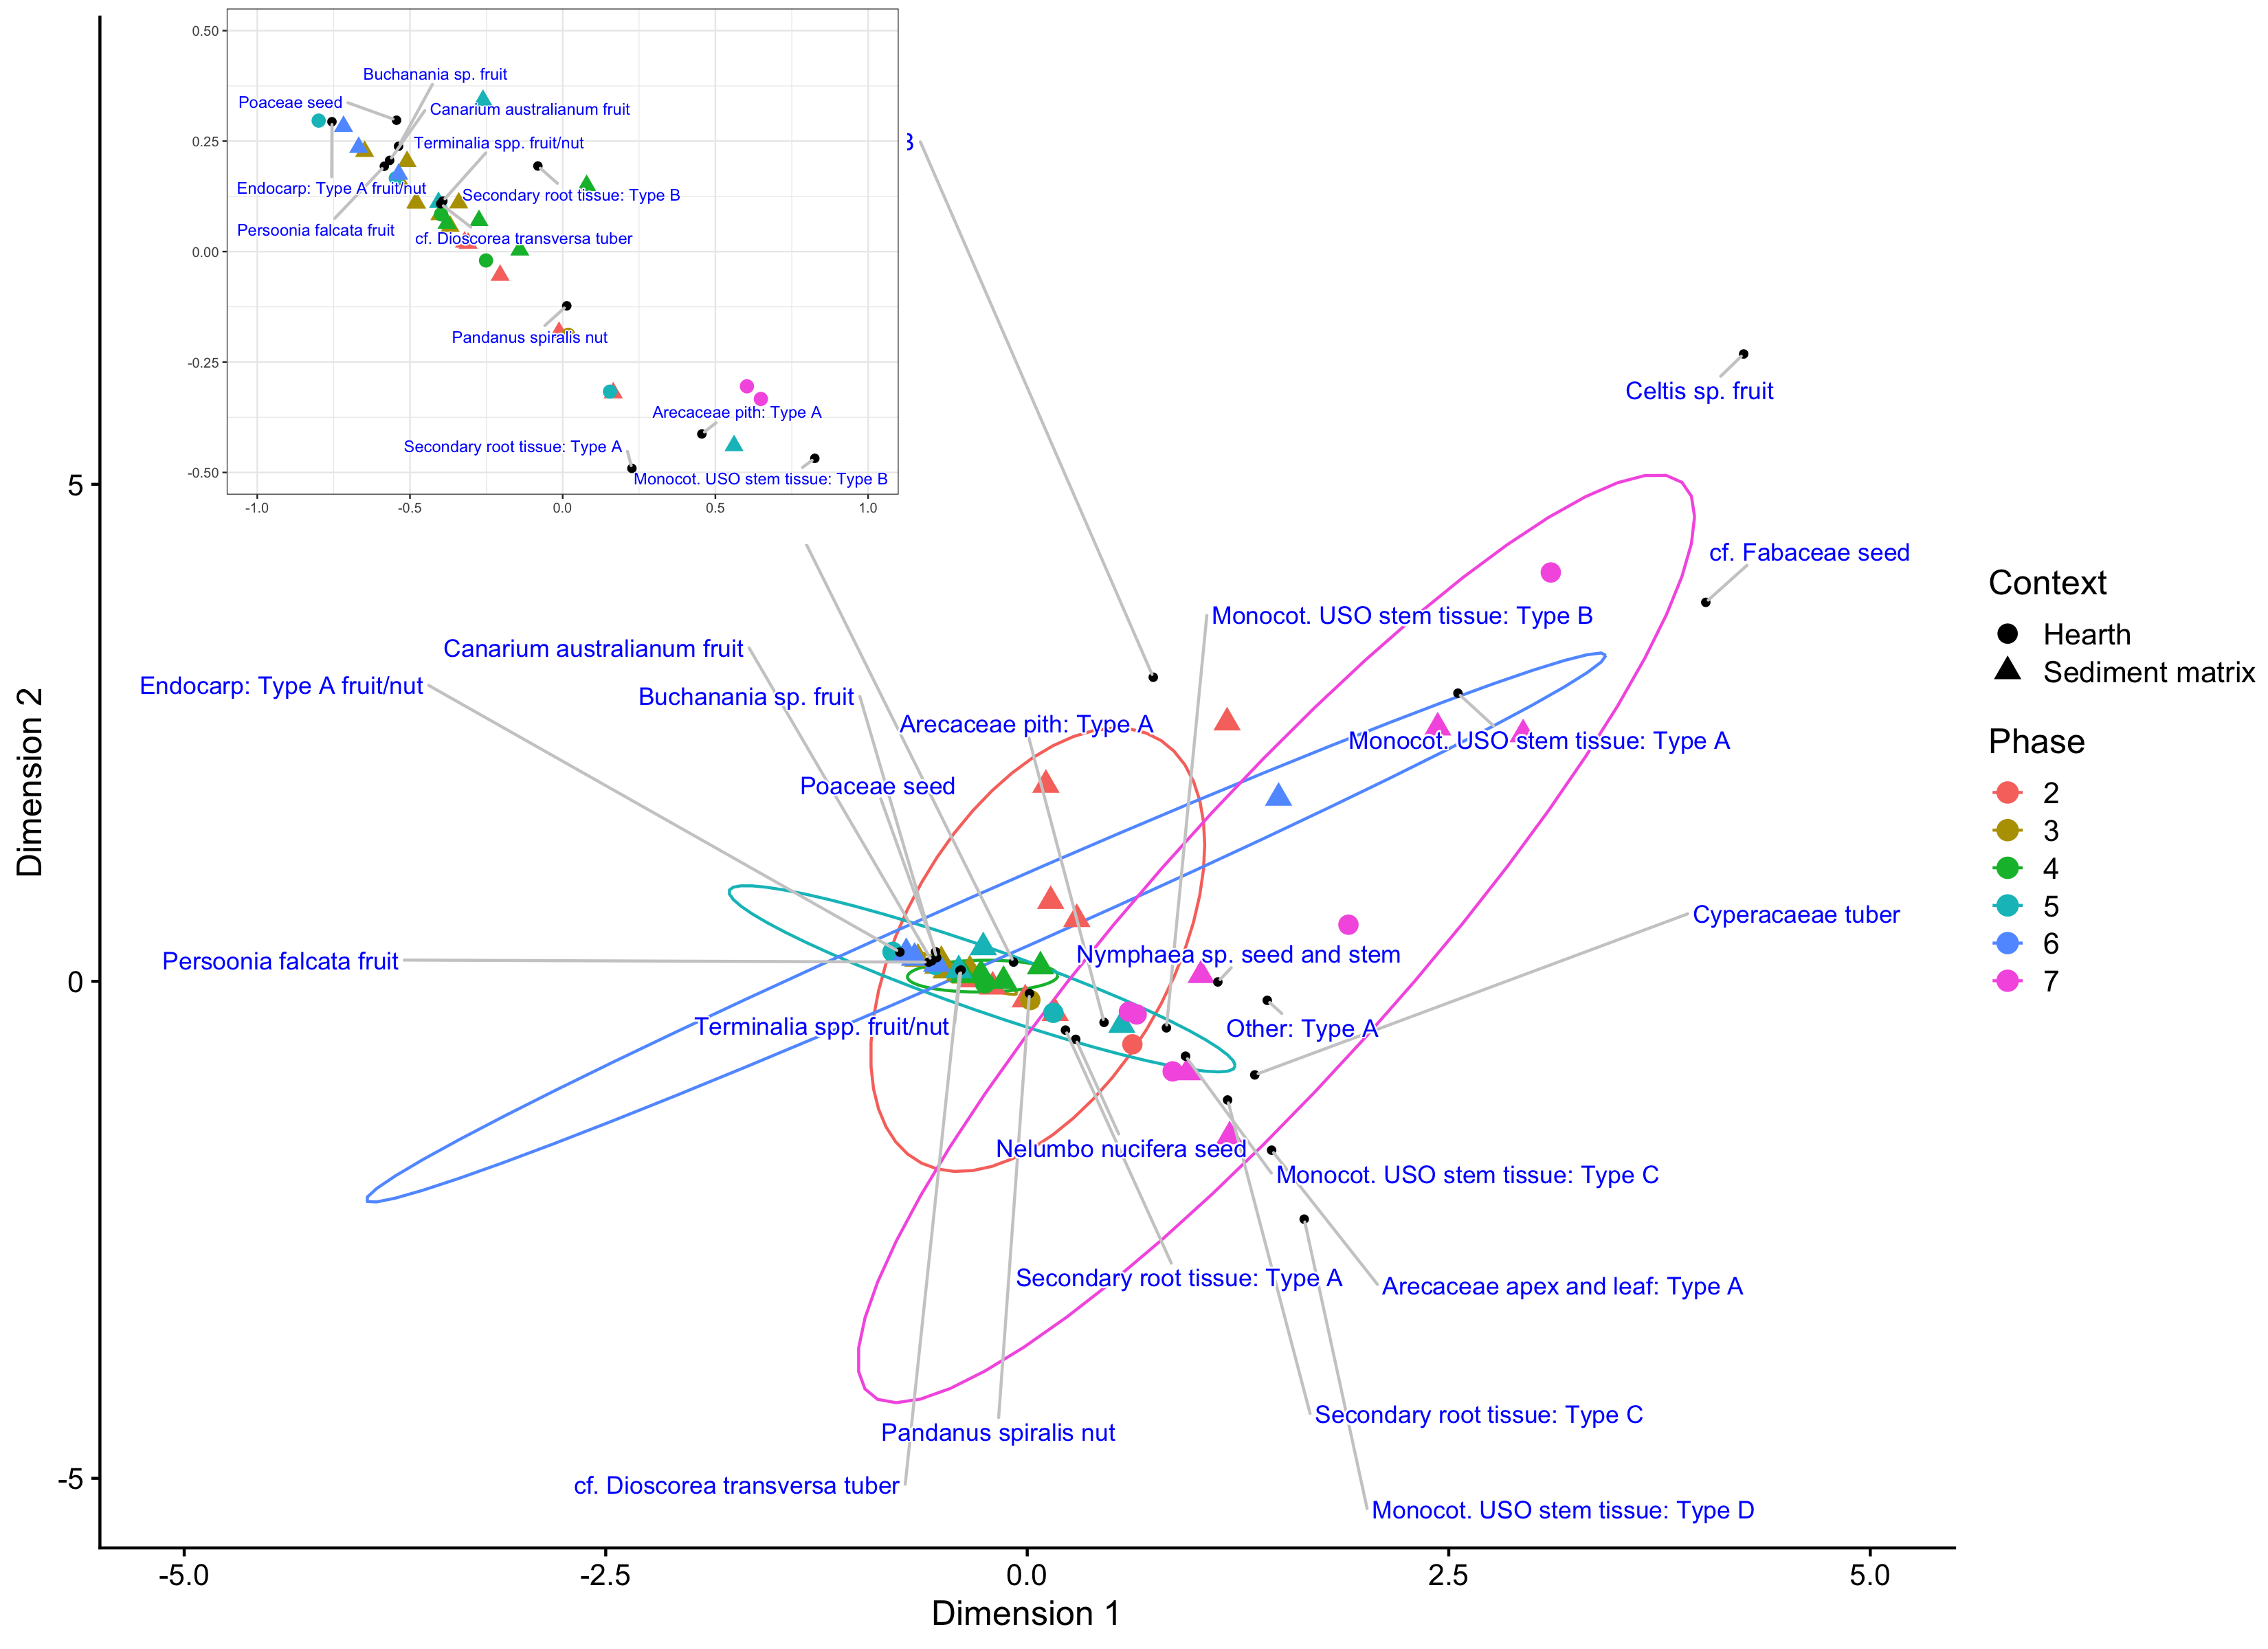 0.50
0.25
0.00
-0.25
-0.50
-1.0
-0.5
0.0
0.5
1.0
Buchanania sp. fruit
Poaceae seed
Canarium australianum fruit
Terminalia spp. fruit/nut
Endocarp: Type A fruit/nut
Secondary root tissue: Type B
Persoonia falcata fruit
cf. Dioscorea transversa tuber
Pandanus spiralis nut
Arecaceae pith: Type A
Secondary root tissue: Type A
Monocot. USO stem tissue: Type B
Celtis sp. fruit
cf. Fabaceae seed
Monocot. USO stem tissue: Type B
Canarium australianum fruit
Endocarp: Type A fruit/nut
Buchanania sp. fruit
Arecaceae pith: Type A
Monocot. USO stem tissue: Type A
Poaceae seed
Cyperacaeae tuber
Nymphaea sp. seed and stem
Persoonia falcata fruit
Terminalia spp. fruit/nut
Other: Type A
Nelumbo nucifera seed
Monocot. USO stem tissue: Type C
Secondary root tissue: Type A
Arecaceae apex and leaf: Type A
Secondary root tissue: Type C
Pandanus spiralis nut
cf. Dioscorea transversa tuber
Monocot. USO stem tissue: Type D
5
0
-5
Dimension 2
-5.0
-2.5
0.0
2.5
5.0
Dimension 1
Context
Hearth
Sediment matrix
Phase
2
3
4
5
6
7